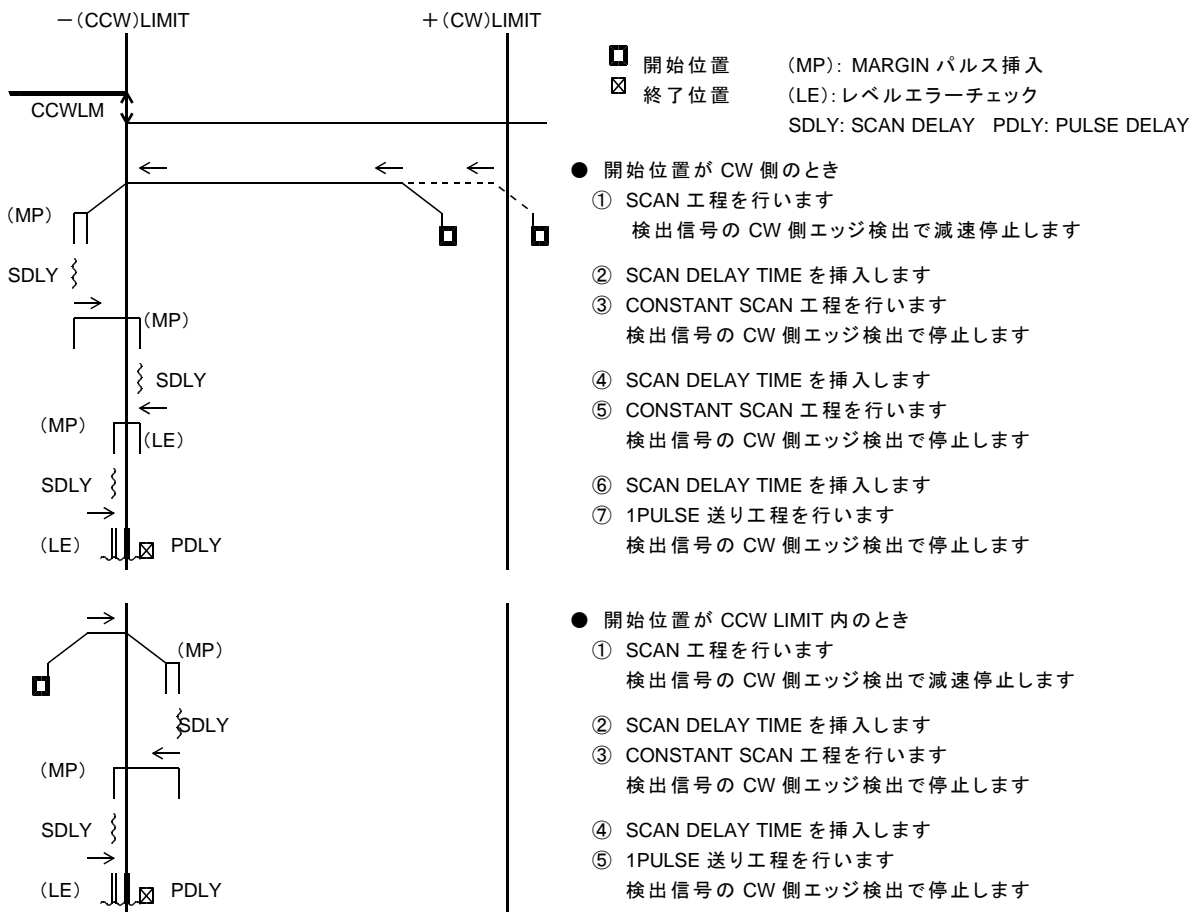 －(CCW)LIMIT
＋(CW)LIMIT
開始位置 (MP): MARGIN パルス挿入
終了位置 (LE):レベルエラーチェック
SDLY: SCAN DELAY PDLY: PULSE DELAY
CCWLM
(MP)
SDLY
(MP)
SDLY
(MP)
(LE)
SDLY
(LE)
PDLY
● 開始位置が CW 側のとき
① SCAN 工程を行います
検出信号の CW 側エッジ検出で減速停止します
② SCAN DELAY TIME を挿入します
③ CONSTANT SCAN 工程を行います
検出信号の CW 側エッジ検出で停止します
④ SCAN DELAY TIME を挿入します
⑤ CONSTANT SCAN 工程を行います
検出信号の CW 側エッジ検出で停止します
⑥ SCAN DELAY TIME を挿入します
⑦ 1PULSE 送り工程を行います
検出信号の CW 側エッジ検出で停止します
(MP)
SDLY
(MP)
SDLY
(LE)
PDLY
● 開始位置が CCW LIMIT 内のとき
① SCAN 工程を行います
検出信号の CW 側エッジ検出で減速停止します
② SCAN DELAY TIME を挿入します
③ CONSTANT SCAN 工程を行います
検出信号の CW 側エッジ検出で停止します
④ SCAN DELAY TIME を挿入します
⑤ 1PULSE 送り工程を行います
検出信号の CW 側エッジ検出で停止します